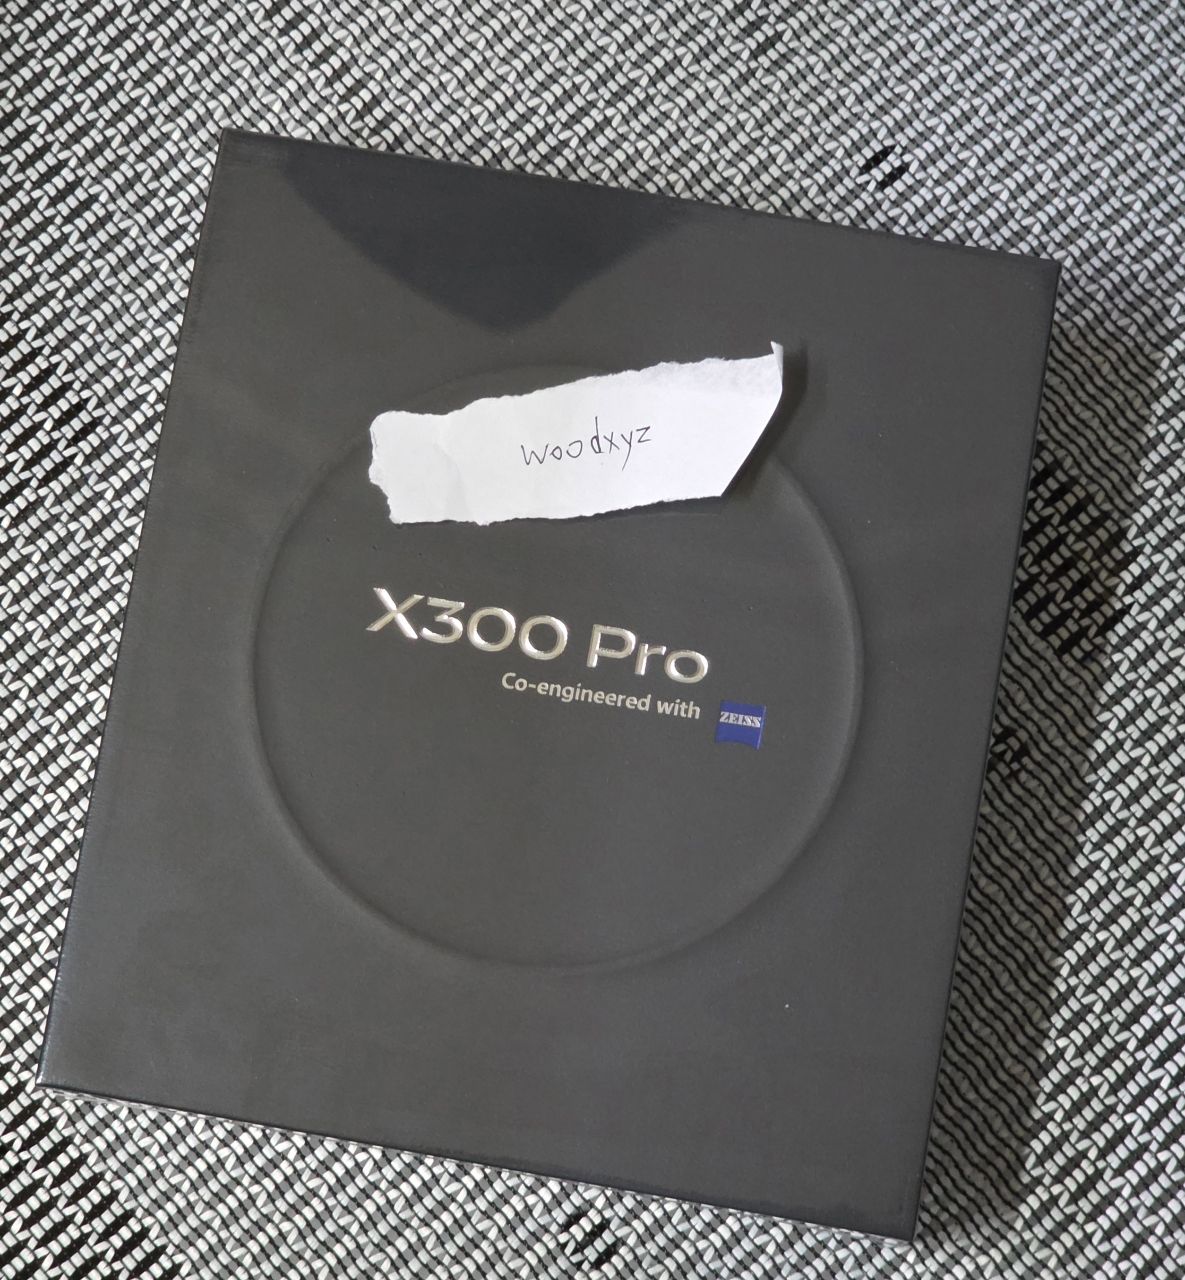 woodxyz
X300 Pro
Co-engineered with
ZEISS